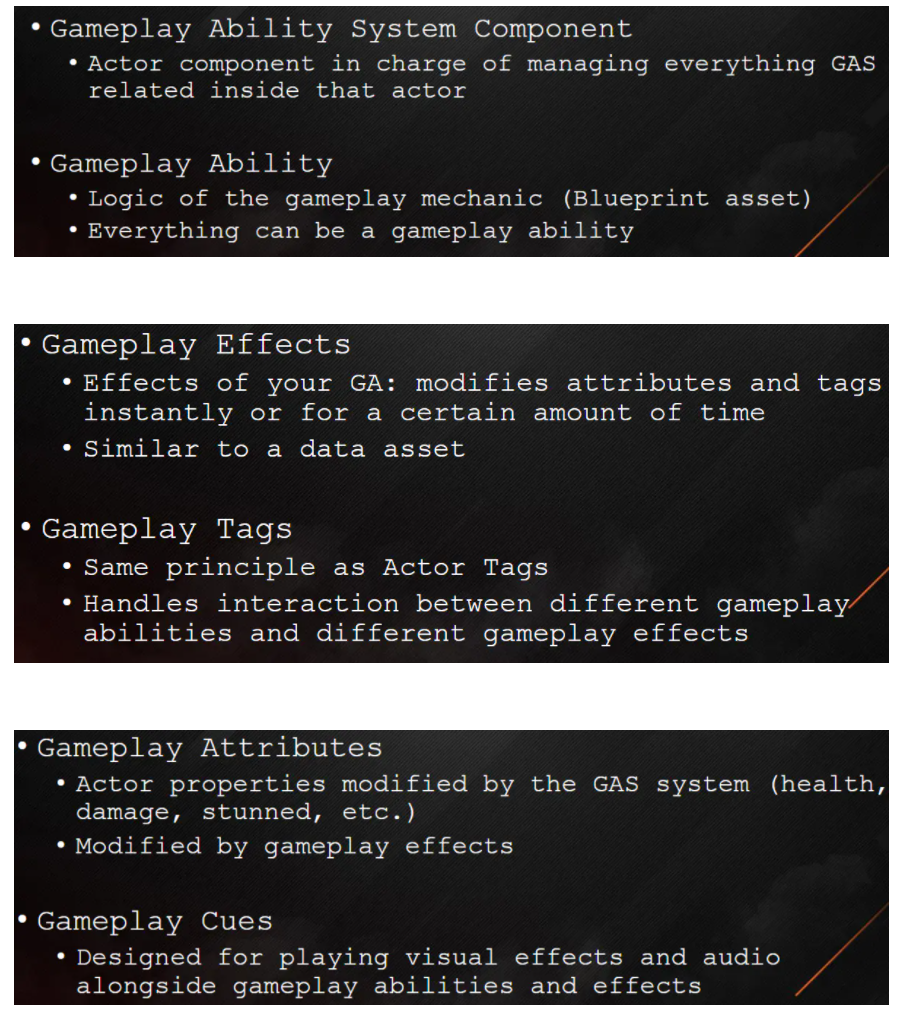 • Gameplay Ability System Component
• Actor component in charge of managing everything GAS
related inside that actor
• Gameplay Ability
• Logic of the gameplay mechanic (Blueprint asset)
• Everything can be a gameplay ability
• Gameplay Effects
• Effects of your GA: modifies attributes and tags
instantly or for a certain amount of time
• Similar to a data asset
• Gameplay Tags
• Same principle as Actor Tags
• Handles interaction between different gameplay
abilities and different gameplay effects
• Gameplay Attributes
• Actor properties modified by the GAS system (health,
damage, stunned, etc.)
• Modified by gameplay effects
• Gameplay Cues
• Designed for playing visual effects and audio
alongside gameplay abilities and effects